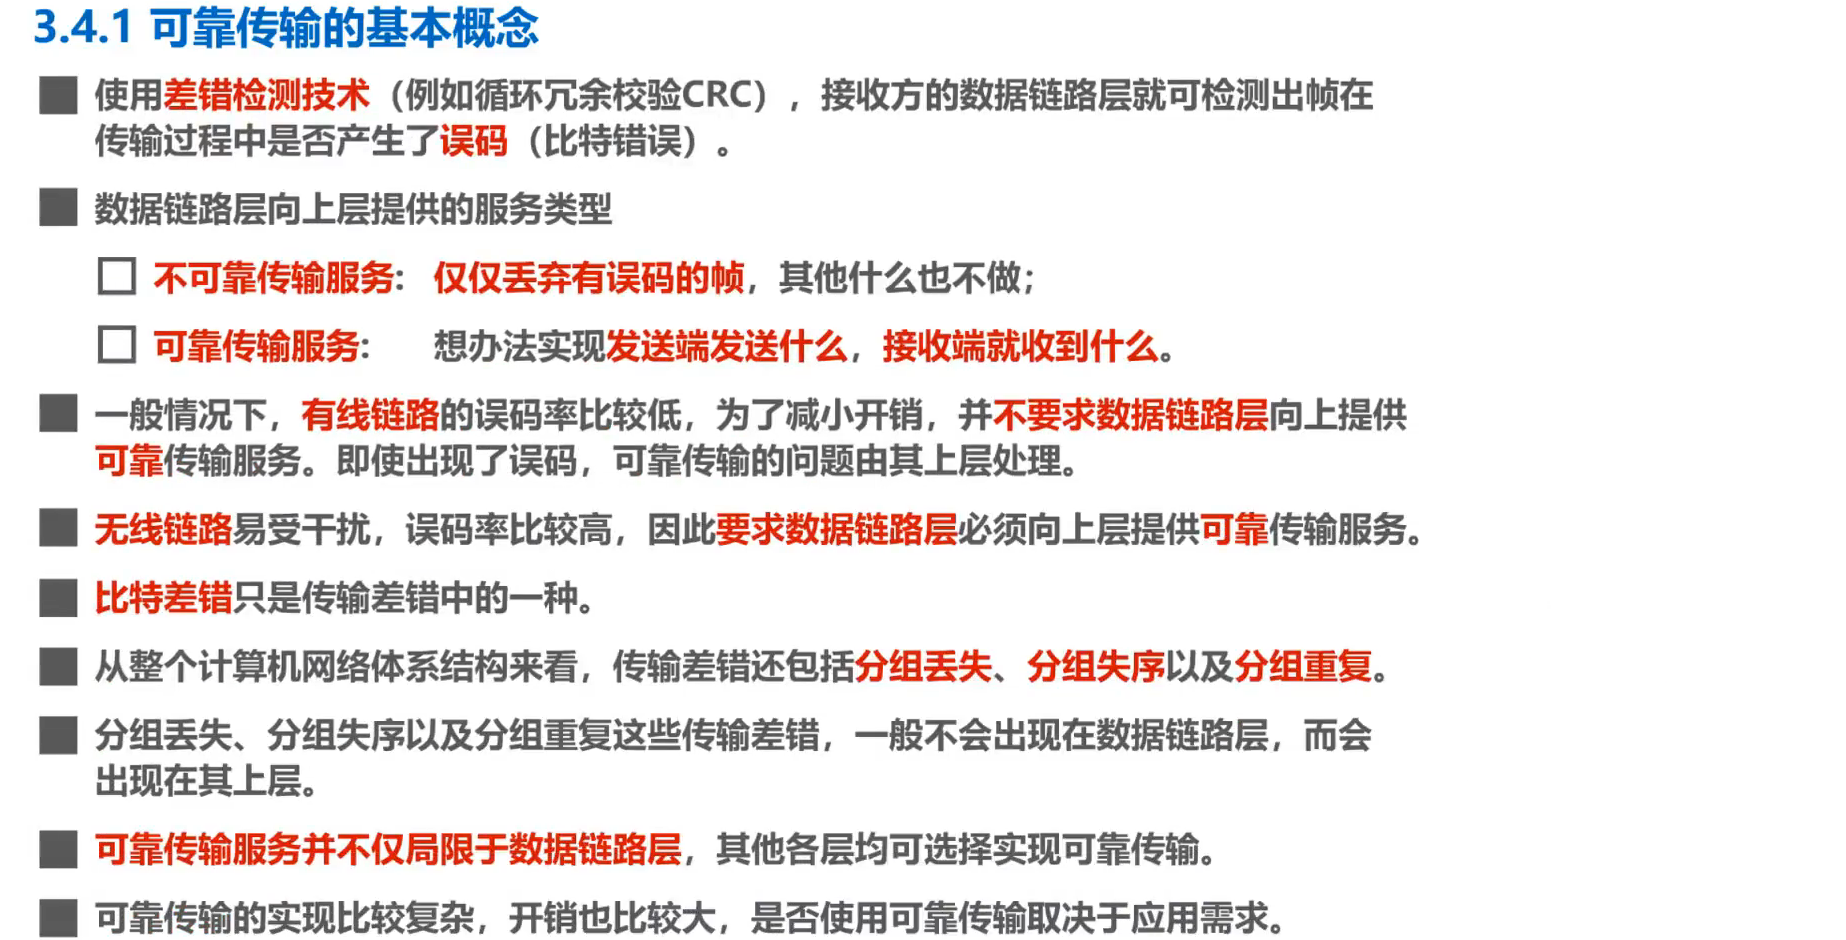 3.4.1 可靠传输的基本概念
使用差错检测技术（例如循环冗余校验CRC），接收方的数据链路层就可检测出帧在
传输过程中是否产生了误码（比特错误）。
数据链路层向上层提供的服务类型
不可靠传输服务： 仅仅丢弃有误码的帧，其他什么也不做；
可靠传输服务： 想办法实现发送端发送什么，接收端就收到什么。
一般情况下，有线链路的误码率比较低，为了减小开销，并不要求数据链路层向上提供
可靠传输服务。即使出现了误码，可靠传输的问题由其上层处理。
无线链路易受干扰，误码率比较高，因此要求数据链路层必须向上层提供可靠传输服务。
比特差错只是传输差错中的一种。
从整个计算机网络体系结构来看，传输差错还包括分组丢失、分组失序以及分组重复。
分组丢失、分组失序以及分组重复这些传输差错，一般不会出现在数据链路层，而会
出现在其上层。
可靠传输服务并不仅局限于数据链路层，其他各层均可选择实现可靠传输。
可靠传输的实现比较复杂，开销也比较大，是否使用可靠传输取决于应用需求。